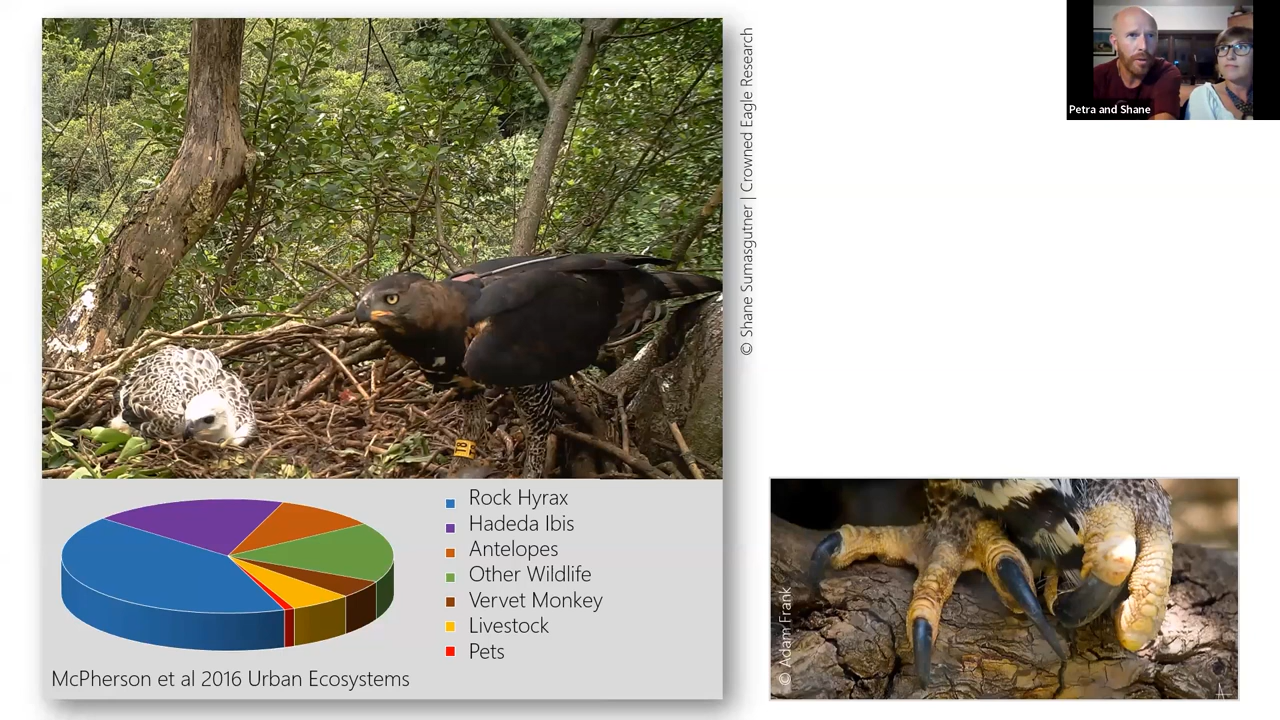 Petra and Shane
© Shane Sumasgutner | Crowned Eagle Research
18
Rock Hyrax
Hadeda Ibis
Antelopes
Other Wildlife
Vervet Monkey
Livestock
Pets
McPherson et al 2016 Urban Ecosystems
© Adam Frank